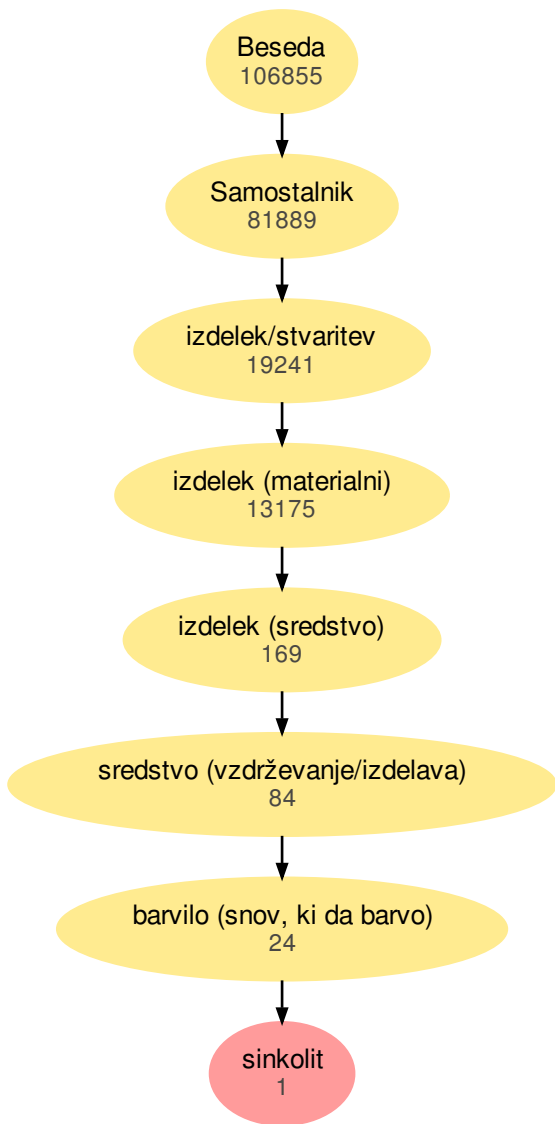 Beseda
106855
Samostalnik
81889
izdelek/stvaritev
19241
izdelek (materialni)
13175
izdelek (sredstvo)
169
sredstvo (vzdrževanje/izdelava)
84
barvilo (snov, ki da barvo)
24
sinkolit
1